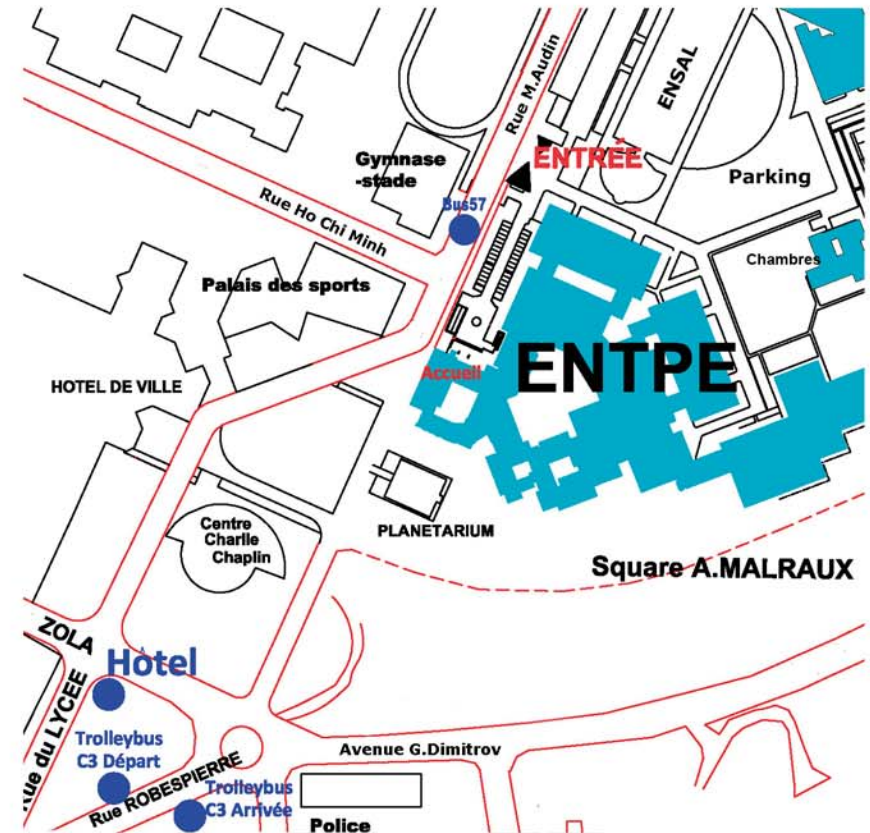 Rue M.Audin
ENSAL
ENTRÉE
Gymnase
-stade
Parking
Bus57
Rue Ho Chi Minh
Chambres
Palais des sports
ENTPE
Accueil
HOTEL DE VILLE
Centre
Charlie
Chaplin
PLANETARIUM
Square A.MALRAUX
ZOLA
Hôtel
Rue du LYCEE
Trolleybus
C3 Départ
Rue ROBESPIERRE
Avenue G.Dimitrov
Trolleybus
C3 Arrivée
Police